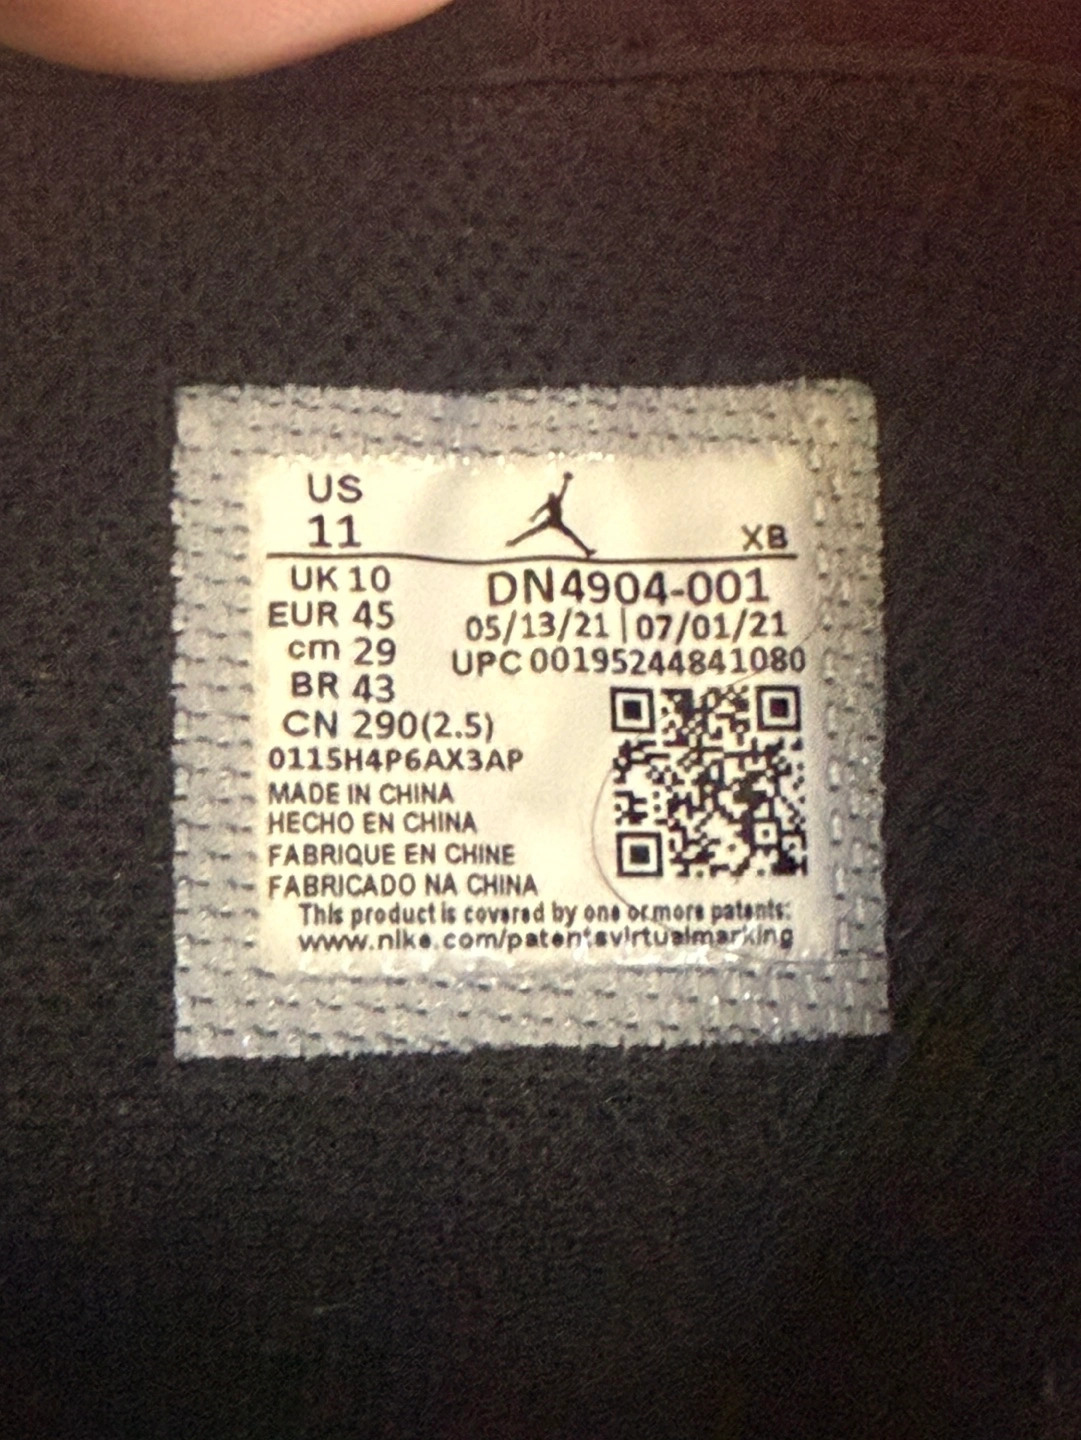 US
11
XB
UK 10
EUR 45
cm 29
BR 43
CN 290(2.5)
DN4904-001
05/13/21 | 07/01/21
UPC 00195244841080
0115H4P6AX3AP
MADE IN CHINA
HECHO EN CHINA
FABRIQUE EN CHINE
FABRICADO NA CHINA
This product is covered by one or more patents:
www.nike.com/patentsvirtualmarking